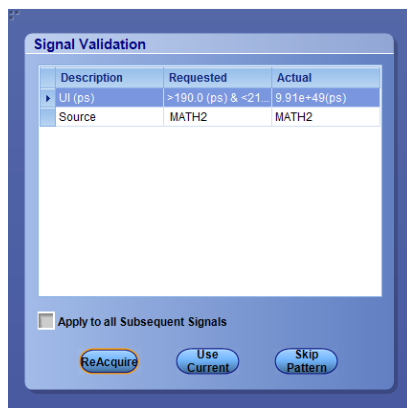 Signal Validation
Description Requested Actual
UI (ps) >190.0 (ps) & <21... 9.91e+49(ps)
Source MATH2 MATH2
Apply to all Subsequent Signals
ReAcquire Use Current Skip Pattern